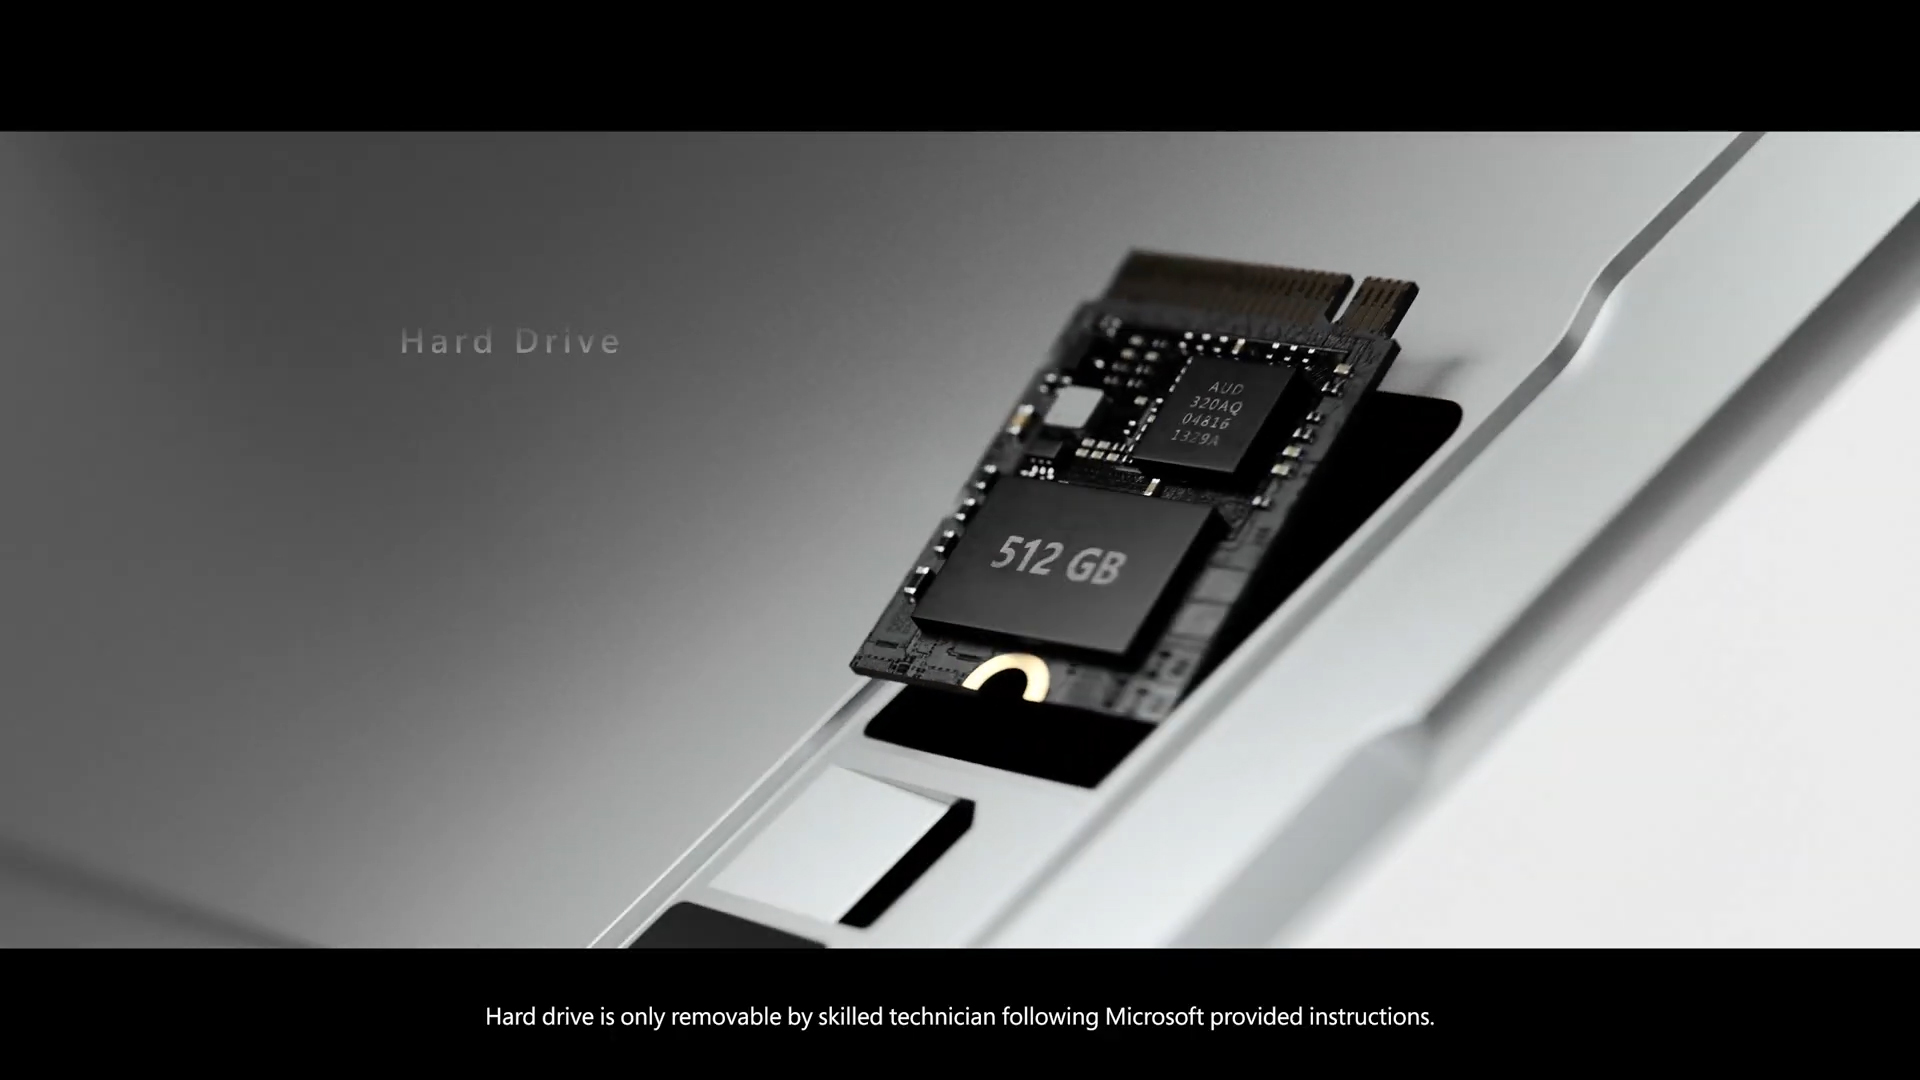 Hard Drive
AUD
320AQ
04816
1329A
512 GB
Hard drive is only removable by skilled technician following Microsoft provided instructions.